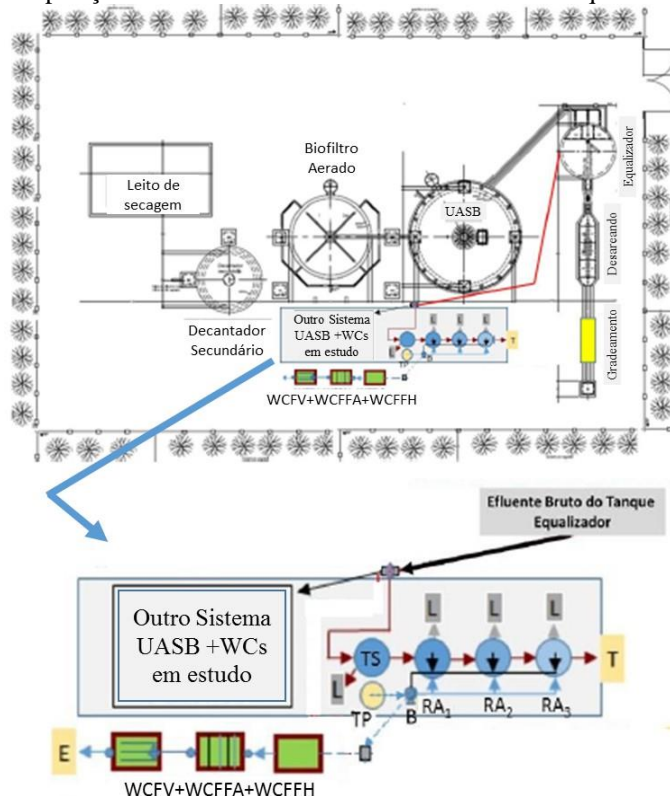 Biofiltro
Aerado
Equalizador
Leito de
secagem
UASB
Desareando
Outro Sistema
UASB +WCs
em estudo
L L L
L
TP
B
T
Decantador
Secundário
Gradeamento
WCFV+WCFFA+WCFFH
Efluente Bruto do Tanque
Equalizador
Outro Sistema
UASB +WCs
em estudo
L L L
TS
T
L
TP B RA1 RA2 RA3
E
WCFV+WCFFA+WCFFH